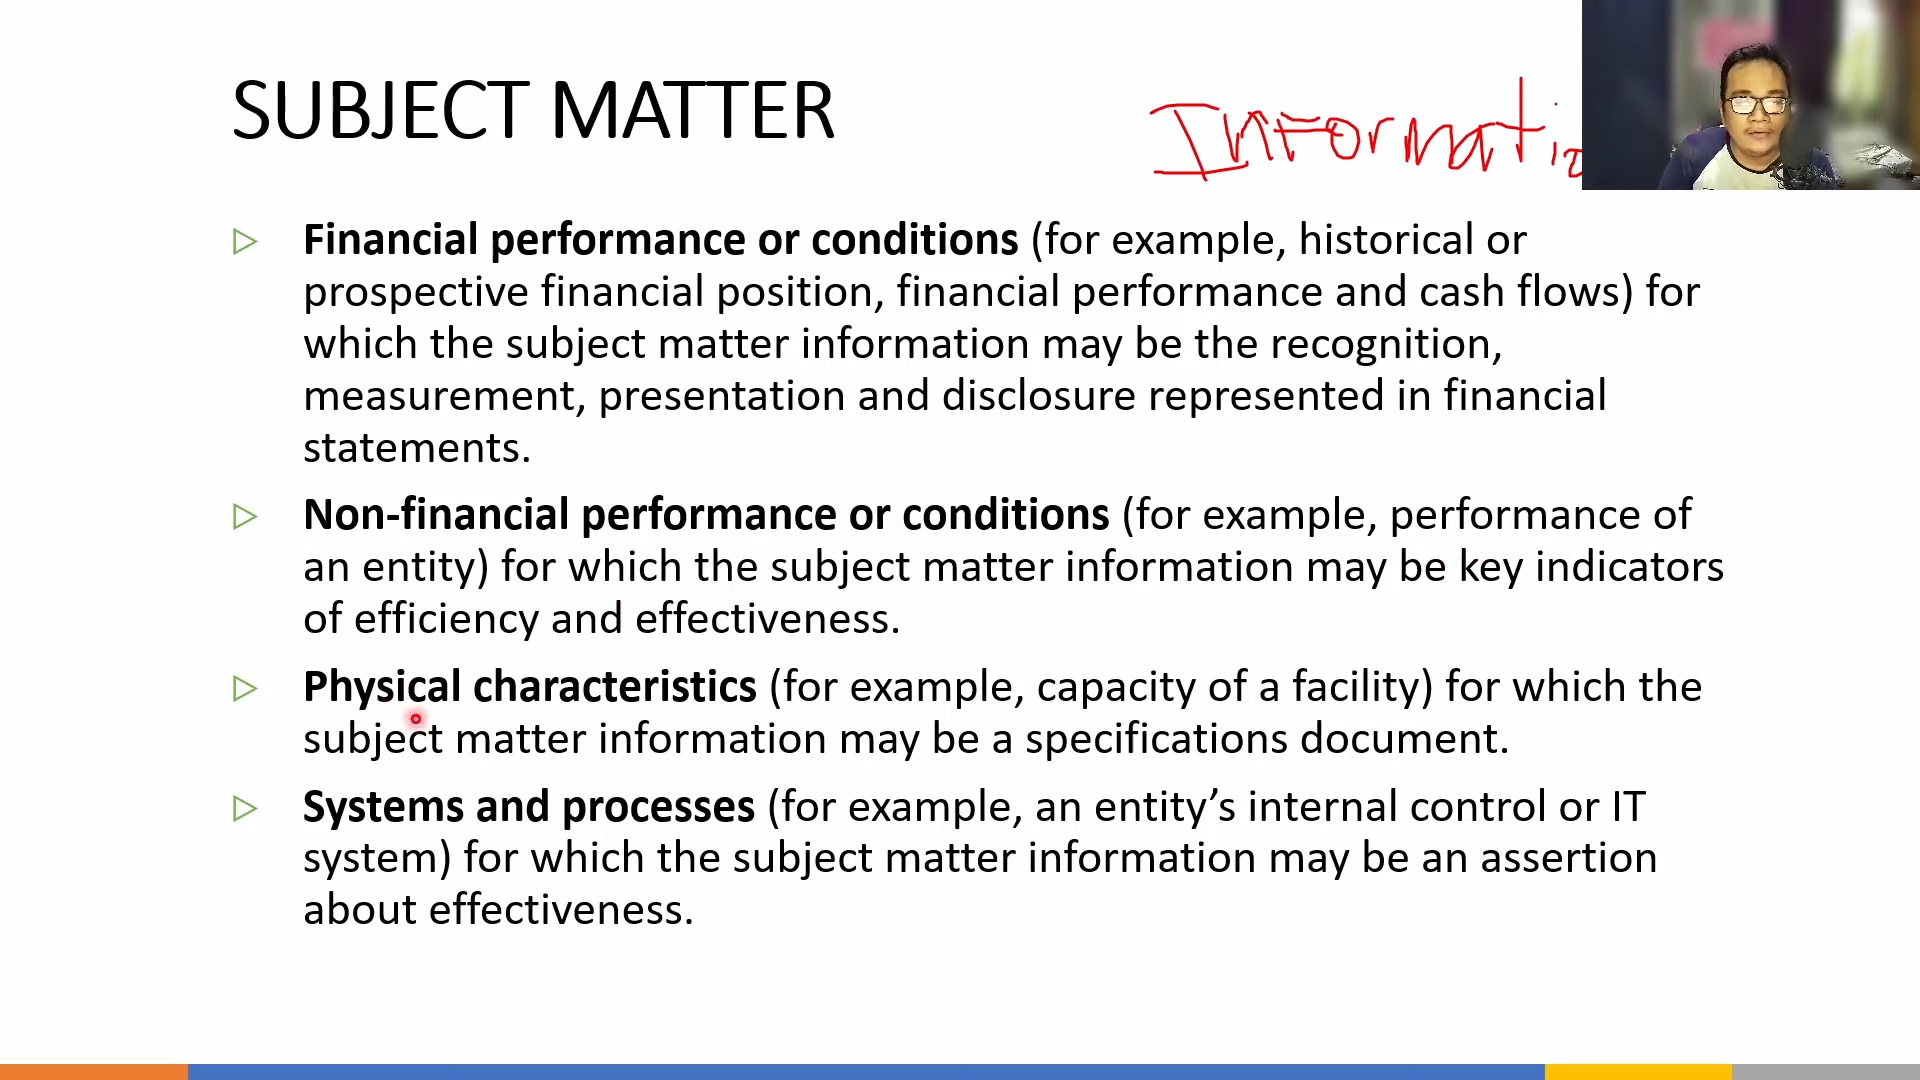 SUBJECT MATTER
Informatio
Financial performance or conditions (for example, historical or
prospective financial position, financial performance and cash flows) for
which the subject matter information may be the recognition,
measurement, presentation and disclosure represented in financial
statements.
Non-financial performance or conditions (for example, performance of
an entity) for which the subject matter information may be key indicators
of efficiency and effectiveness.
Physical characteristics (for example, capacity of a facility) for which the
subject matter information may be a specifications document.
Systems and processes (for example, an entity’s internal control or IT
system) for which the subject matter information may be an assertion
about effectiveness.